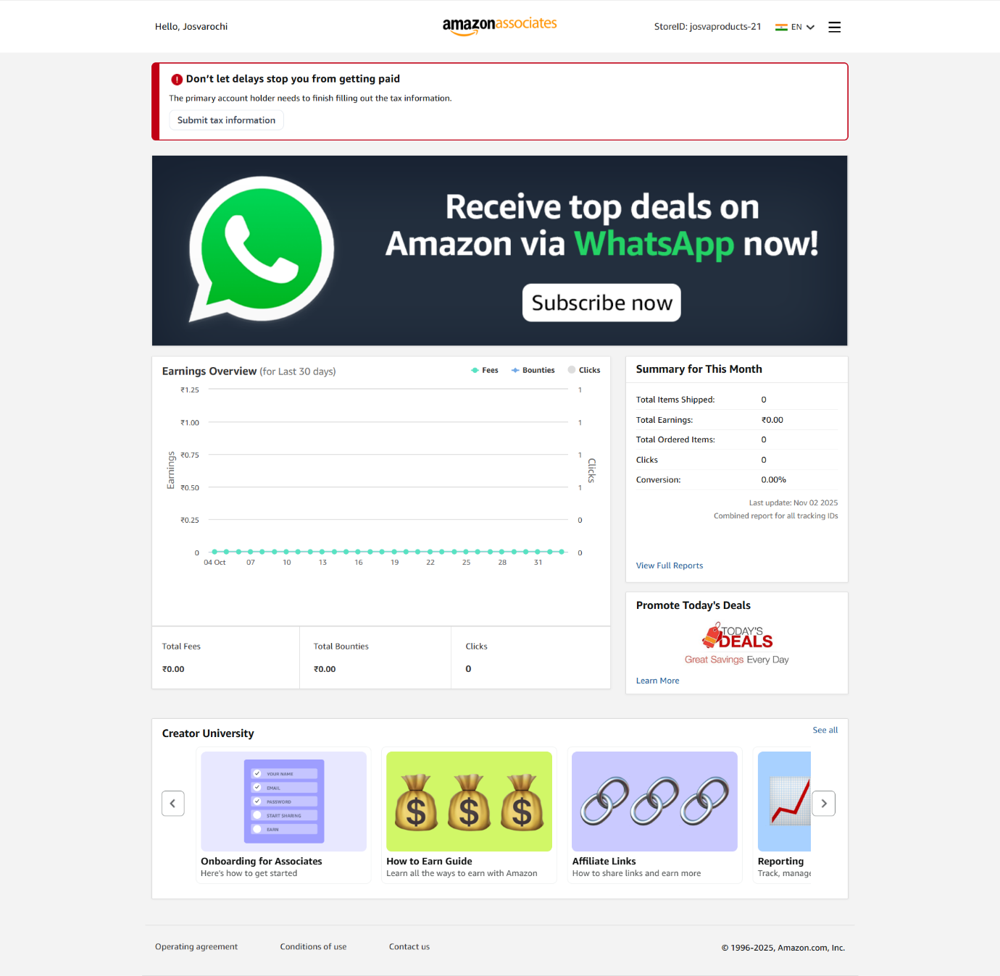 Hello, Josvarochi
amazonassociates
StoreID: josvaproducts-21
EN
Don’t let delays stop you from getting paid
The primary account holder needs to finish filling out the tax information.
Submit tax information
Receive top deals on
Amazon via WhatsApp now!
Subscribe now
Earnings Overview (for Last 30 days)
Fees
Bounties
Clicks
₹1.25
₹1.00
₹0.75
₹0.50
₹0.25
0
Earnings
1
1
1
1
0
0
Clicks
04 Oct 07 10 13 16 19 22 25 28 31
Total Fees
₹0.00
Total Bounties
₹0.00
Clicks
0
Summary for This Month
Total Items Shipped: 0
Total Earnings: ₹0.00
Total Ordered Items: 0
Clicks 0
Conversion: 0.00%
Last update: Nov 02 2025
Combined report for all tracking IDs
View Full Reports
Promote Today's Deals
TODAY'S
DEALS
Great Savings Every Day
Learn More
Creator University
See all
YOUR NAME
EMAIL
PASSWORD
START SHARING
EARN
Onboarding for Associates
Here's how to get started
$ $ $
How to Earn Guide
Learn all the ways to earn with Amazon
Affiliate Links
How to share links and earn more
Reporting
Track, manage
Operating agreement
Conditions of use
Contact us
© 1996-2025, Amazon.com, Inc.